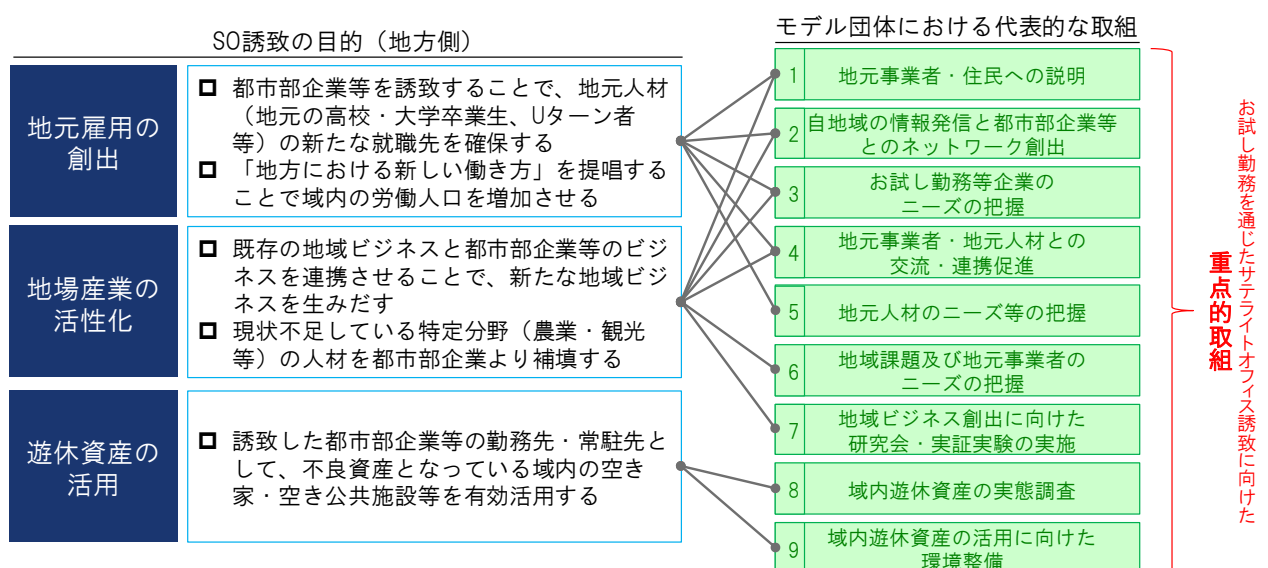 SO誘致の目的（地方側）
地元雇用の
創出
都市部企業等を誘致することで、地元人材
（地元の高校・大学卒業生、Uターン者
等）の新たな就職先を確保する
「地方における新しい働き方」を提唱する
ことで域内の労働人口を増加させる
地場産業の
活性化
既存の地域ビジネスと都市部企業等のビジ
ネスを連携させることで、新たな地域ビジ
ネスを生みだす
現状不足している特定分野（農業・観光
等）の人材を都市部企業より補填する
遊休資産の
活用
誘致した都市部企業等の勤務先・常駐先と
して、不良資産となっている域内の空き
家・空き公共施設等を有効活用する
モデル団体における代表的な取組
1 地元事業者・住民への説明
2 自地域の情報発信と都市部企業等
とのネットワーク創出
3 お試し勤務等企業の
ニーズの把握
4 地元事業者・地元人材との
交流・連携促進
5 地元人材のニーズ等の把握
6 地域課題及び地元事業者の
ニーズの把握
7 地域ビジネス創出に向けた
研究会・実証実験の実施
8 域内遊休資産の実態調査
9 域内遊休資産の活用に向けた
環境整備
お試し勤務を通じたサテライトオフィス誘致に向けた
重点的取組